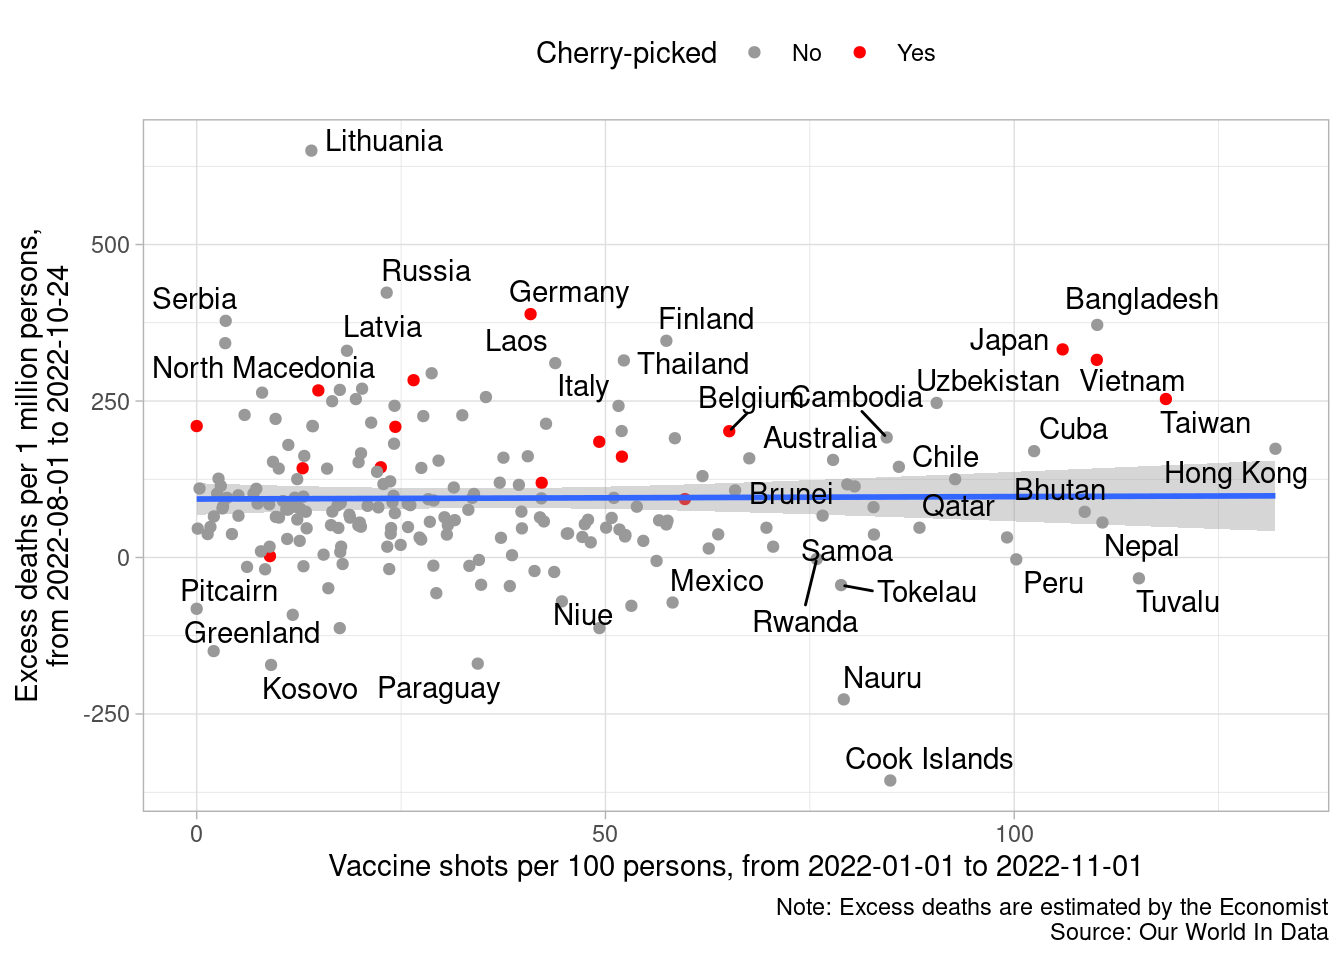 Cherry-picked No Yes
Excess deaths per 1 million persons,
from 2022-08-01 to 2022-10-24
500
250
0
-250
Lithuania
Russia
Serbia
Germany
Bangladesh
Latvia
Finland
Laos
Japan
North Macedonia
Thailand
Italy
Uzbekistan
Vietnam
Belgium
Cambodia
Taiwan
Australia
Cuba
Chile
Hong Kong
Brunei
Bhutan
Qatar
Samoa
Nepal
Pitcairn
Mexico
Tokelau
Peru
Tuvalu
Niue
Rwanda
Greenland
Kosovo
Paraguay
Nauru
Cook Islands
0 50 100
Vaccine shots per 100 persons, from 2022-01-01 to 2022-11-01
Note: Excess deaths are estimated by the Economist
Source: Our World In Data